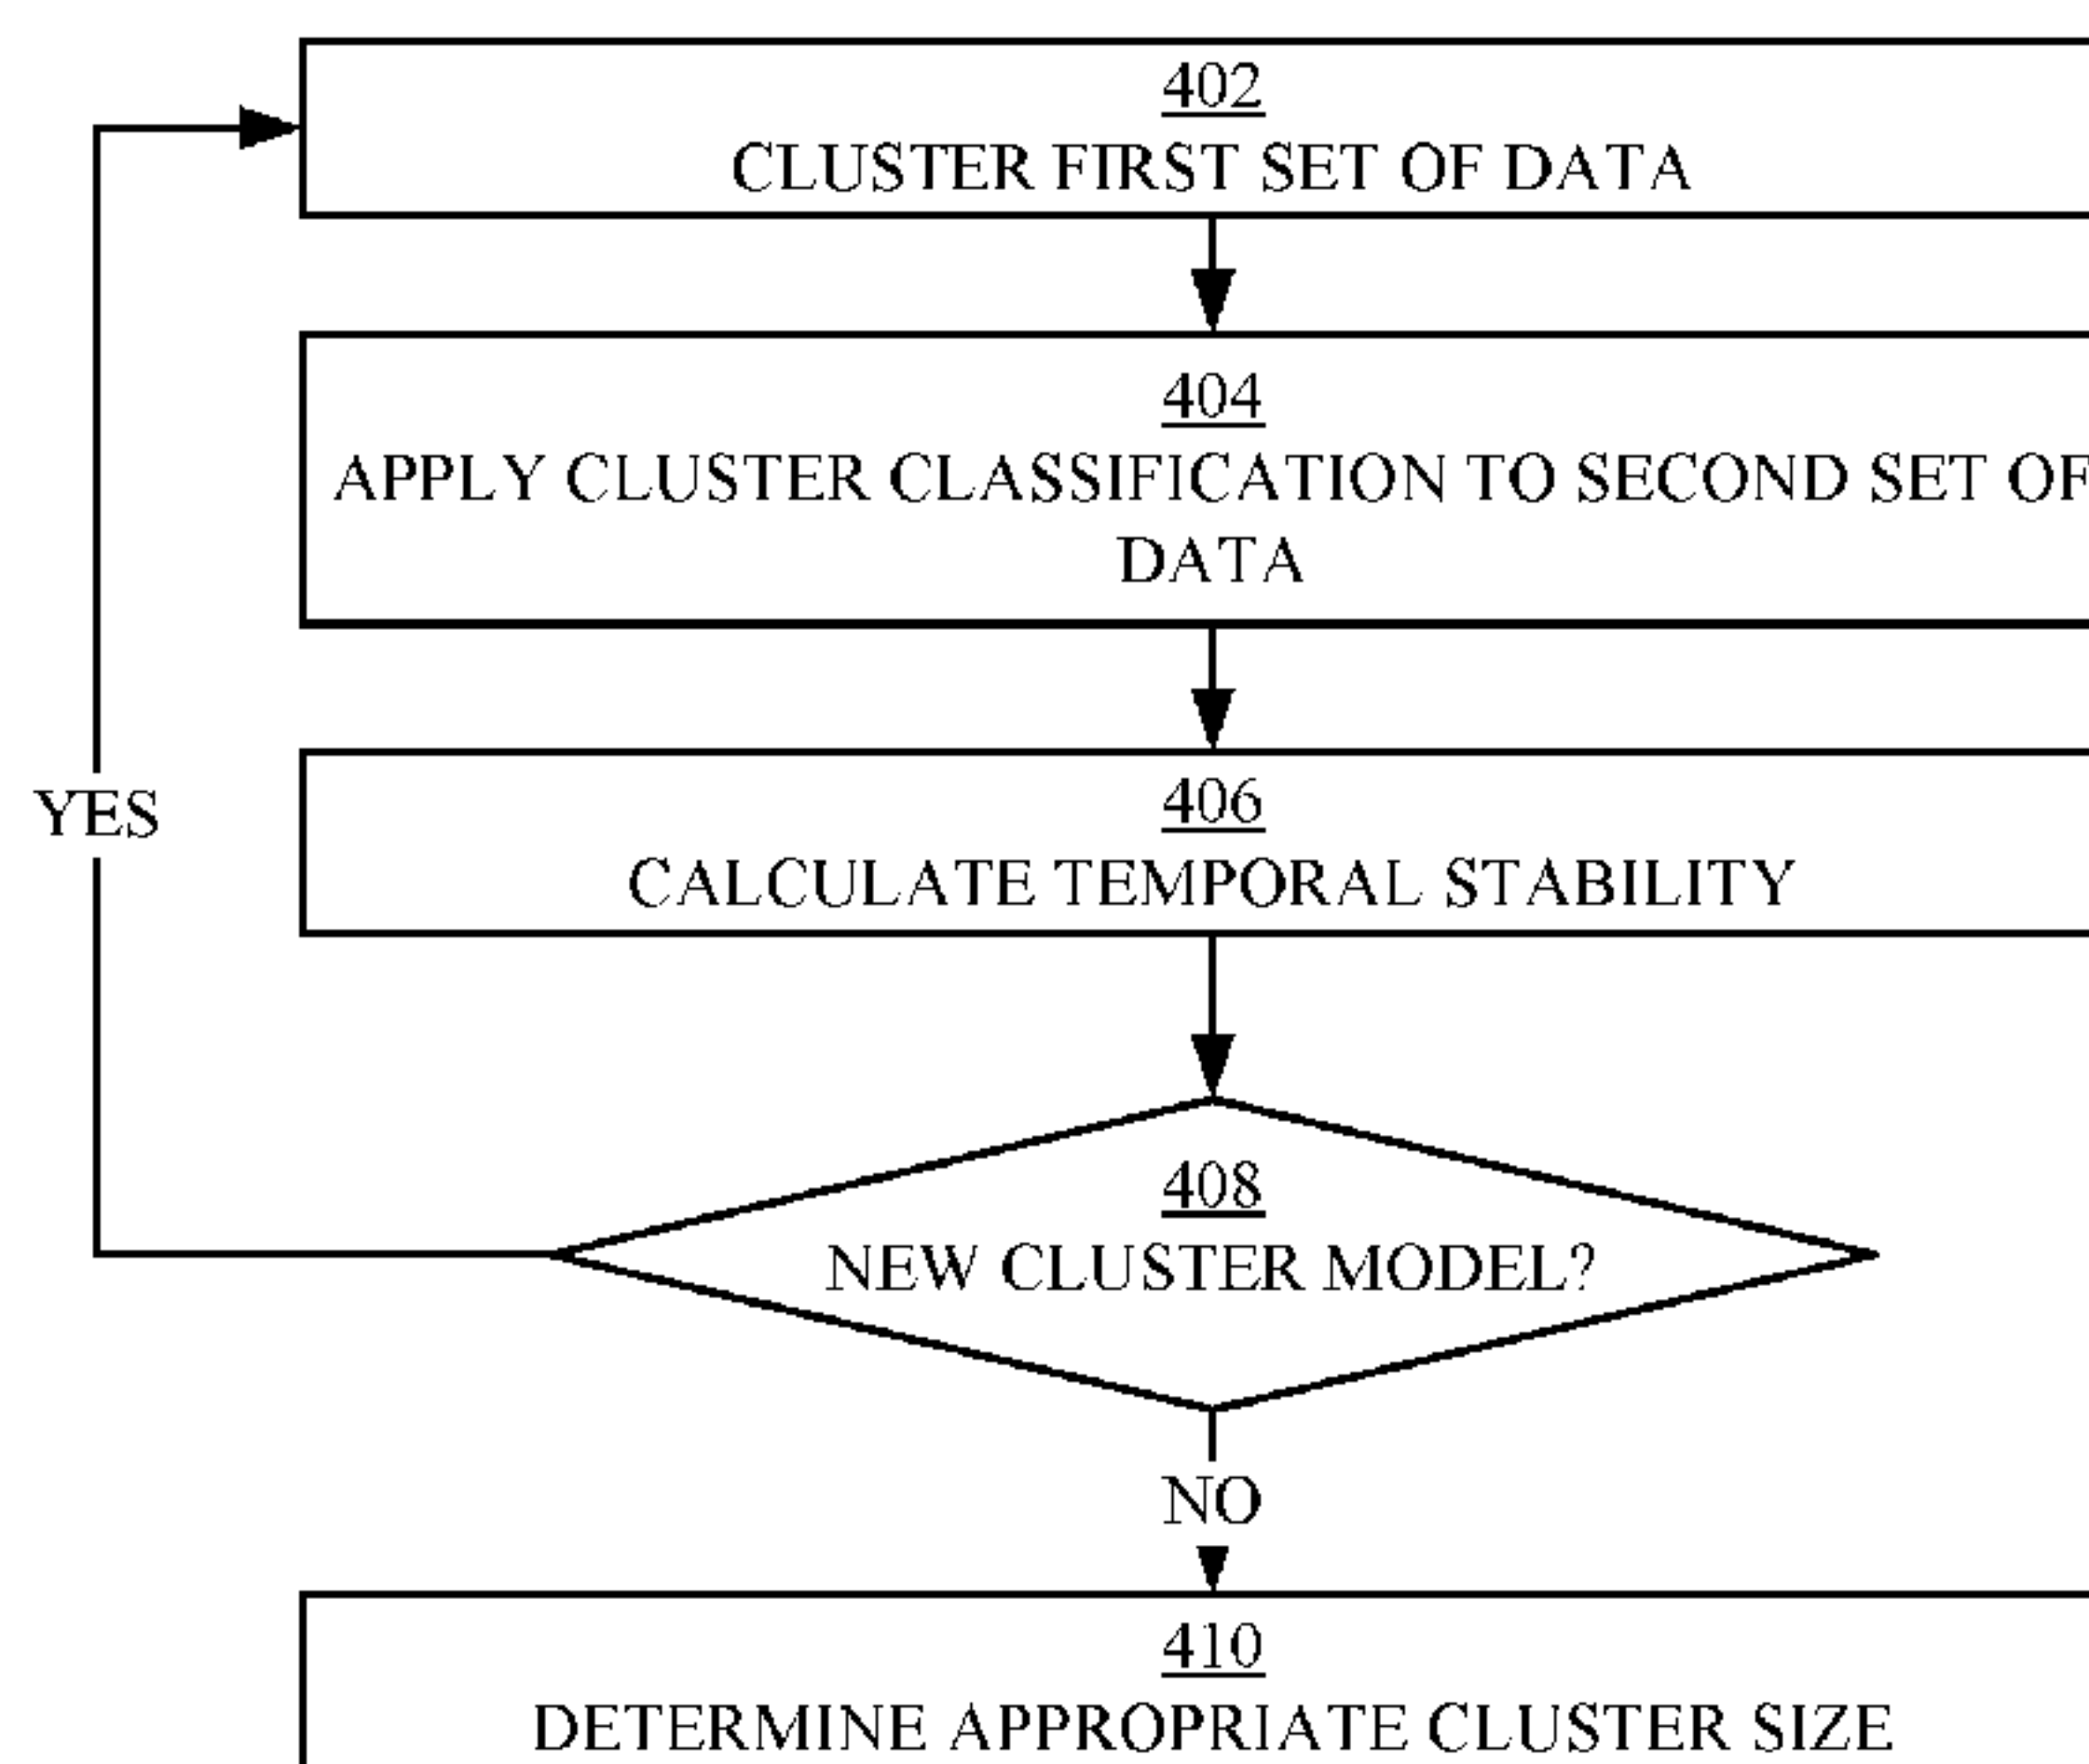 402
CLUSTER FIRST SET OF DATA
404
APPLY CLUSTER CLASSIFICATION TO SECOND SET OF
DATA
406
CALCULATE TEMPORAL STABILITY
YES
408
NEW CLUSTER MODEL?
NO
410
DETERMINE APPROPRIATE CLUSTER SIZE